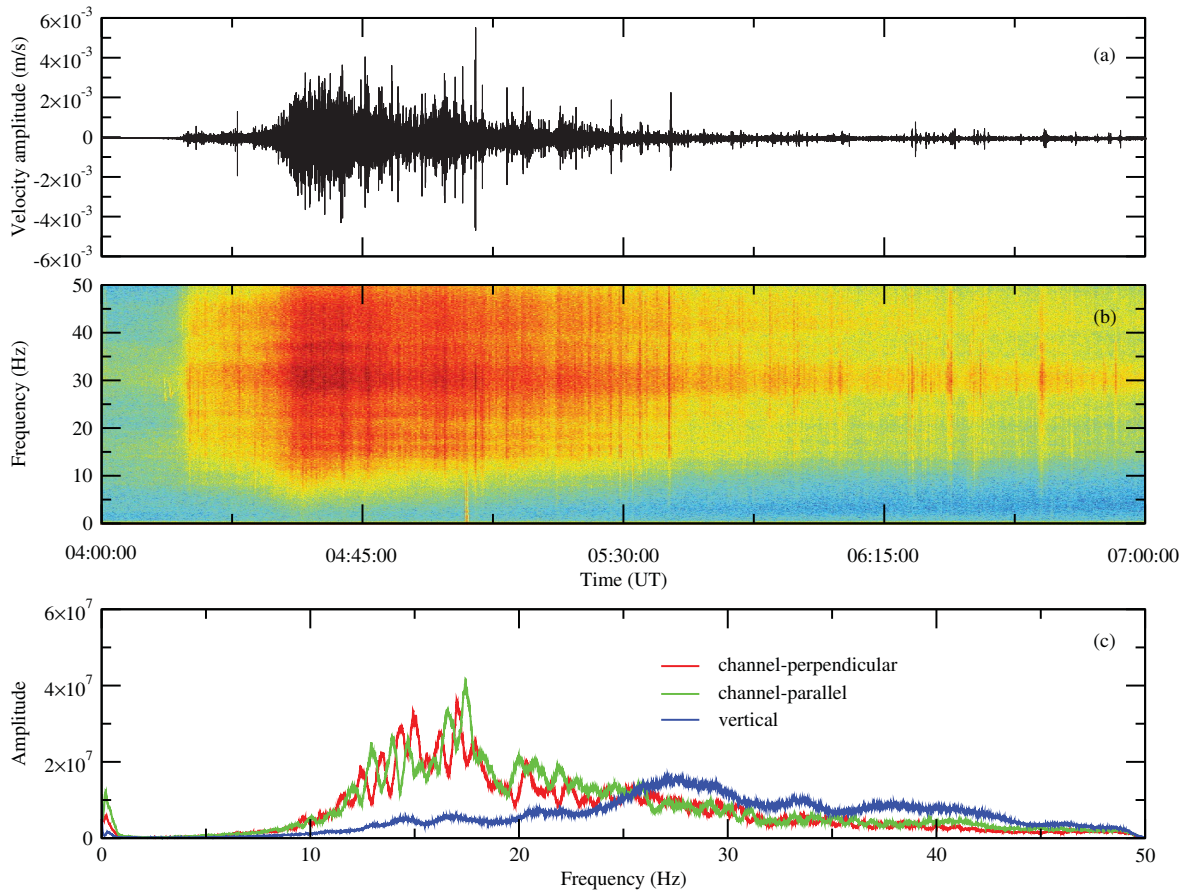 6×10⁻³
4×10⁻³
2×10⁻³
0
-2×10⁻³
-4×10⁻³
-6×10⁻³
Velocity amplitude (m/s)
(a)
50
40
30
20
10
0
Frequency (Hz)
(b)
04:00:00 04:45:00 05:30:00 06:15:00 07:00:00
Time (UT)
6×10⁷
4×10⁷
2×10⁷
0
Amplitude
(c)
channel-perpendicular
channel-parallel
vertical
0 10 20 30 40 50
Frequency (Hz)